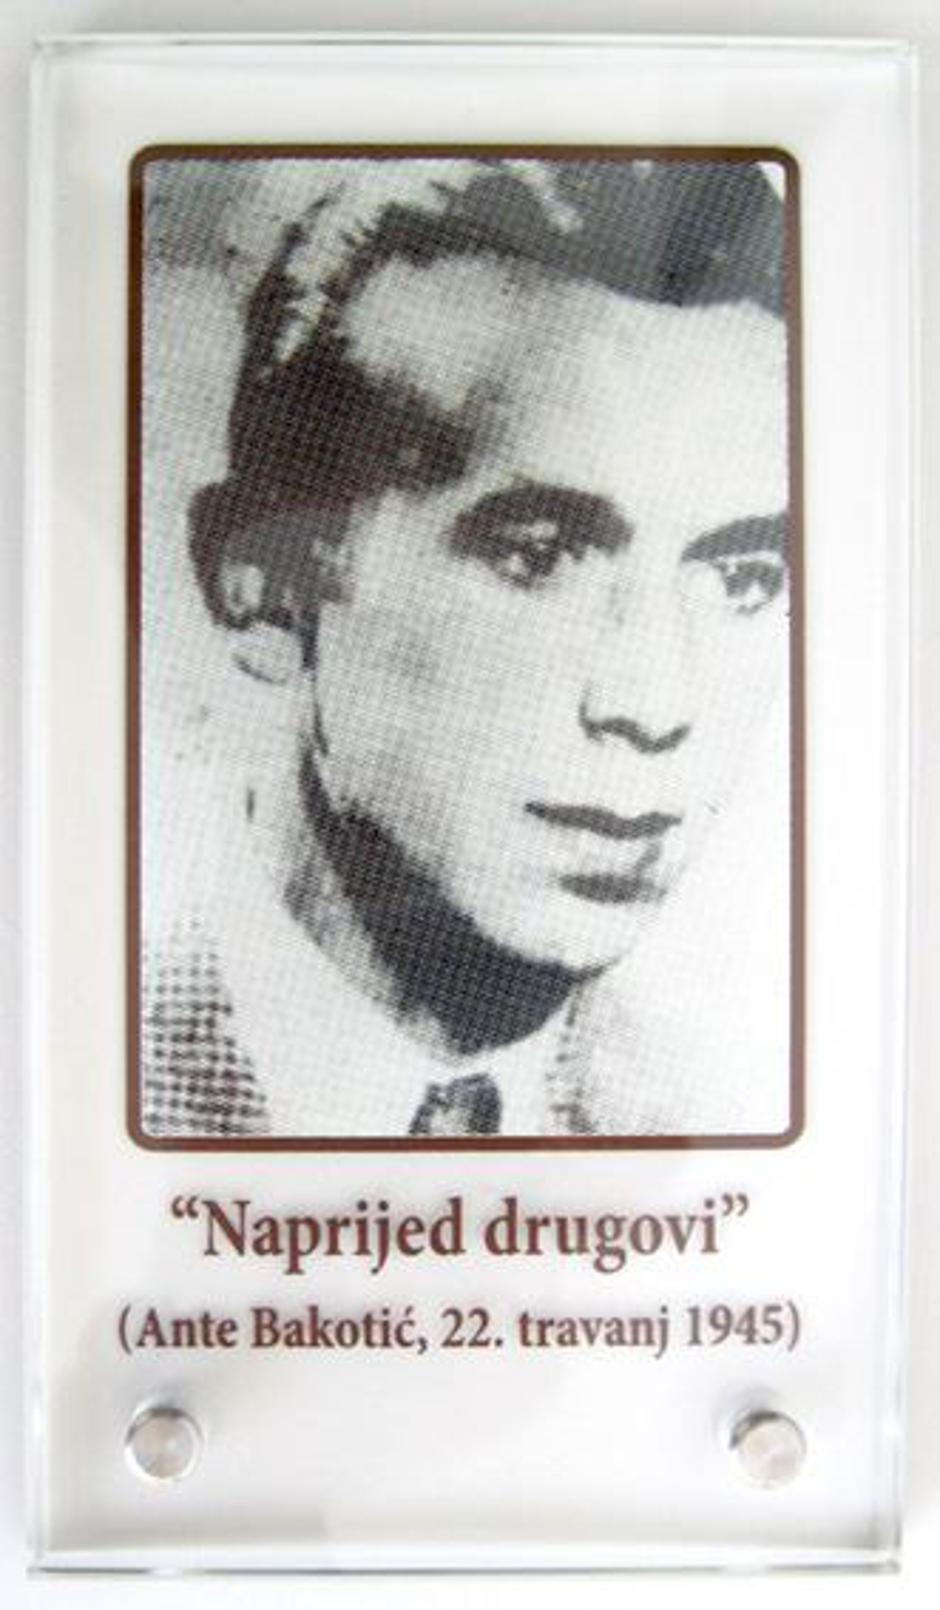 “Naprijed drugovi”
(Ante Bakotić, 22. travanj 1945)